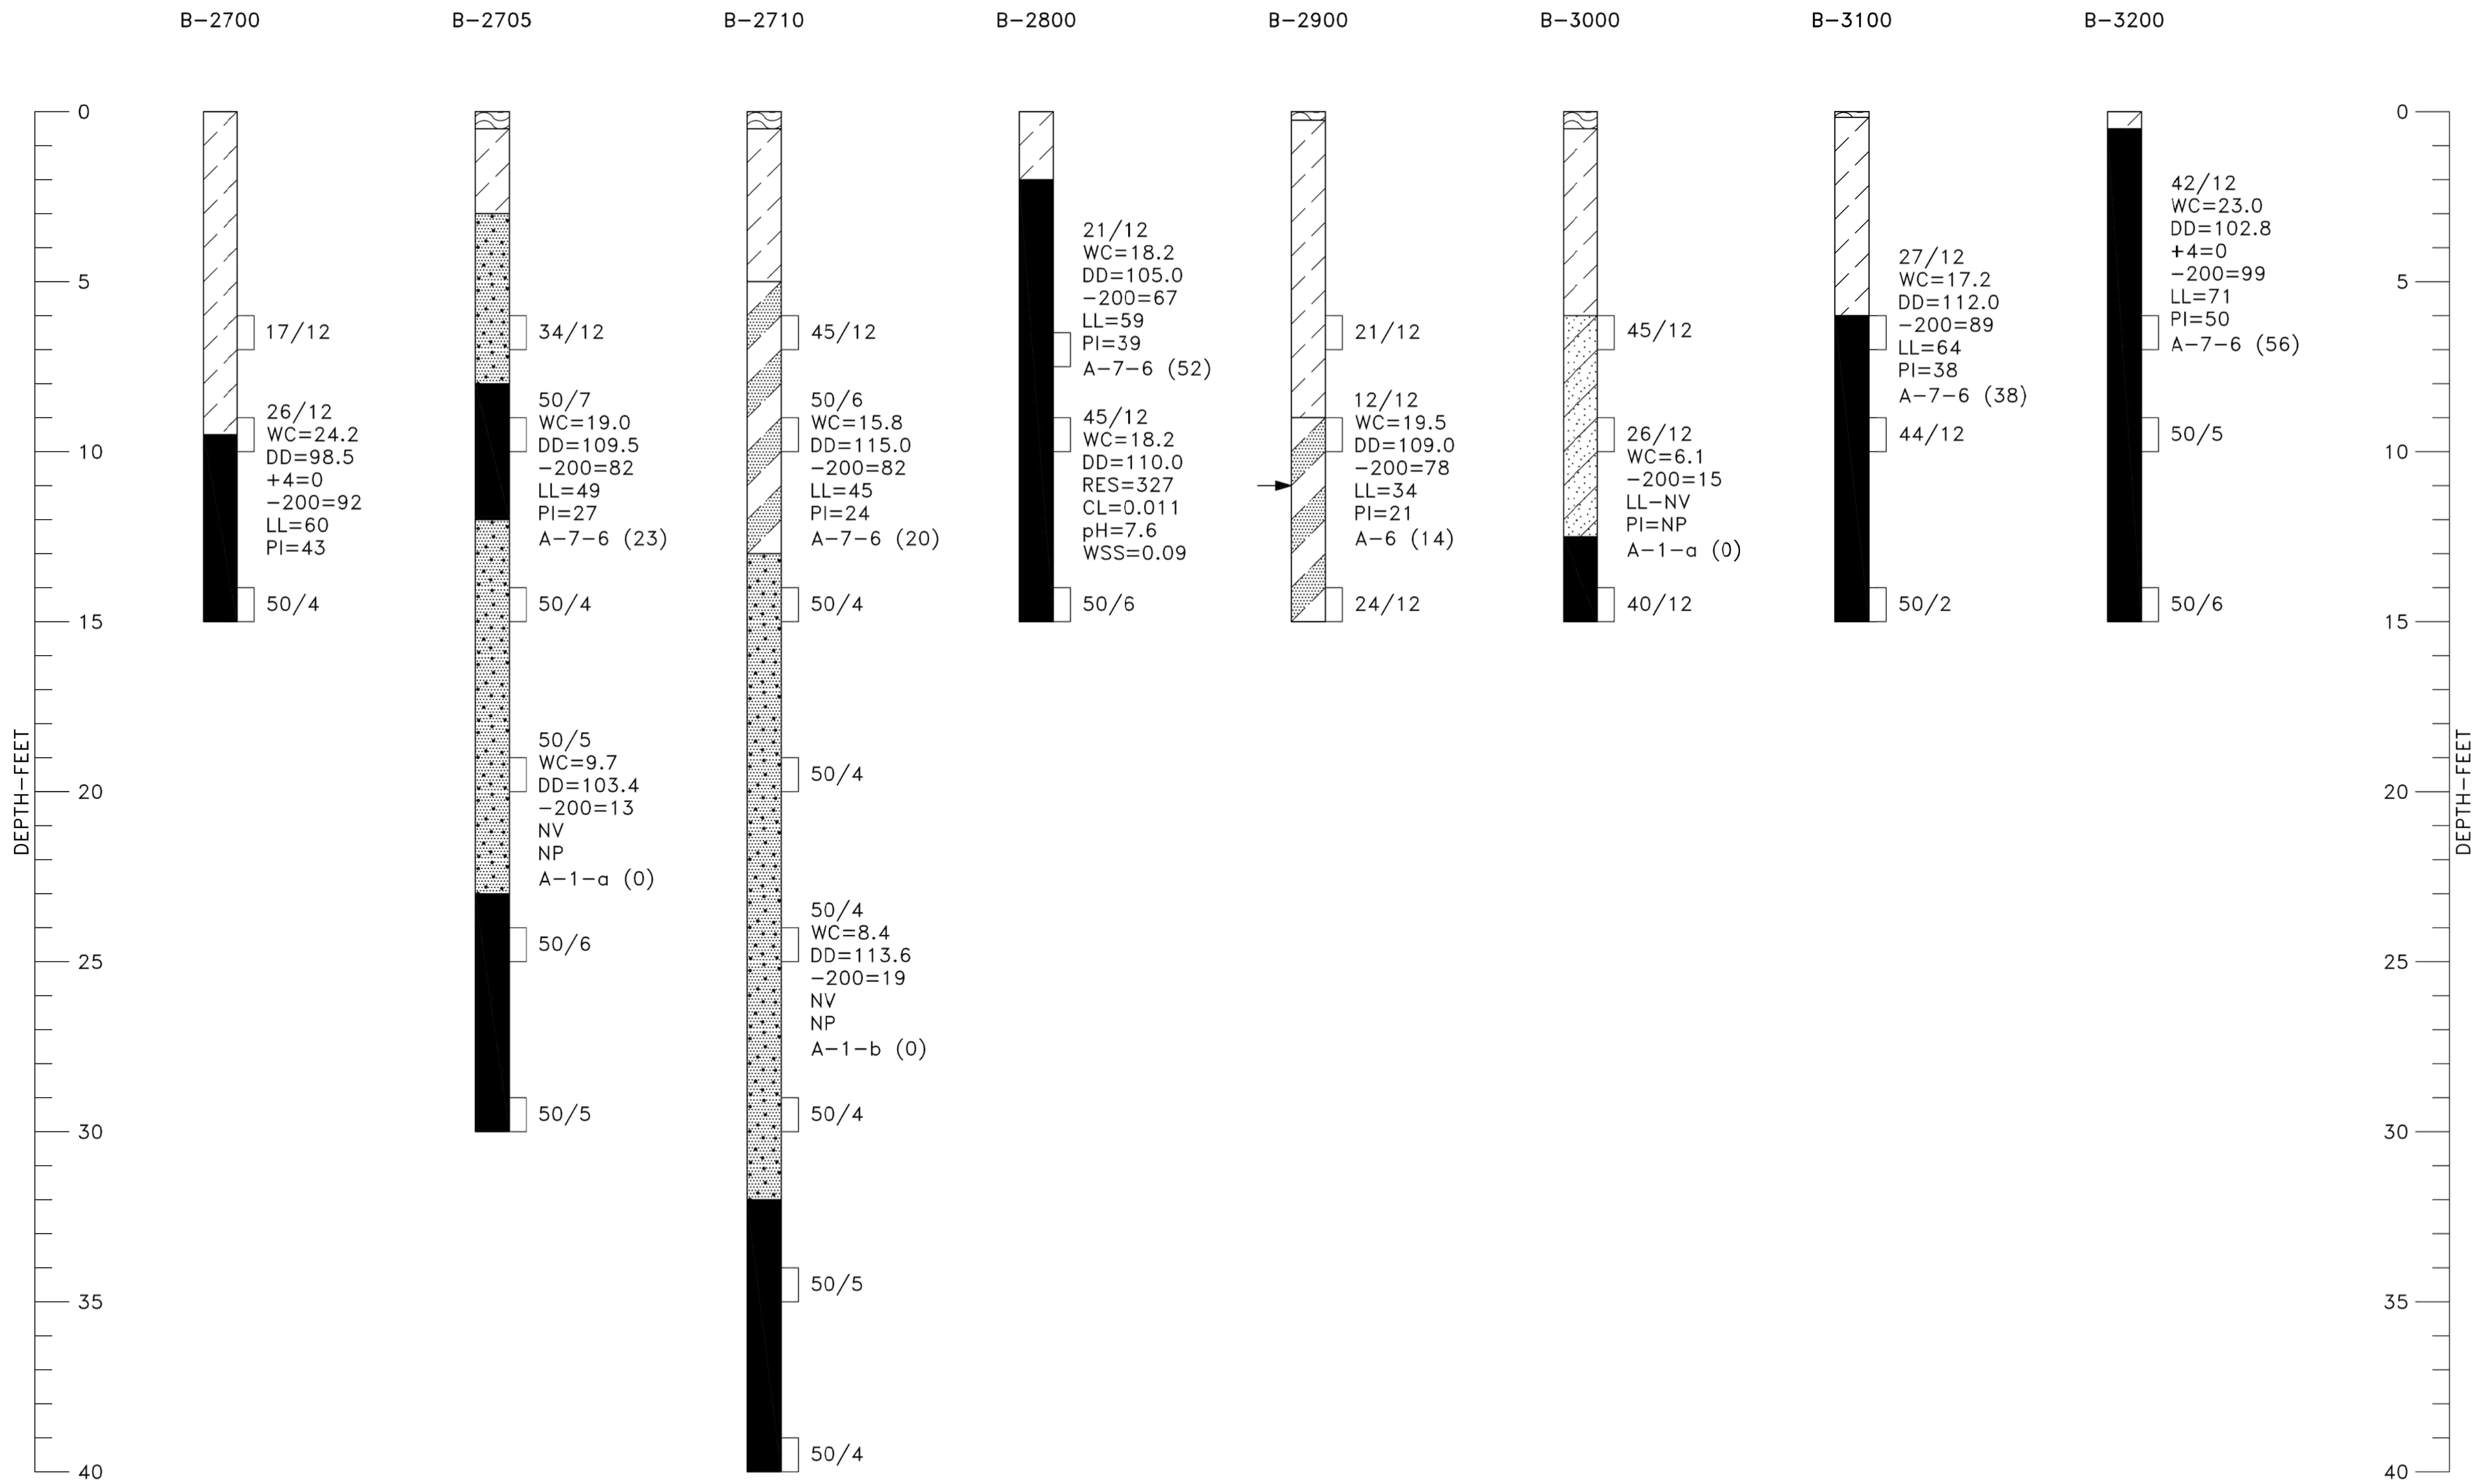 B-2700
B-2705
B-2710
B-2800
B-2900
B-3000
B-3100
B-3200
DEPTH-FEET
0
5
10
15
20
25
30
35
40
17/12
26/12
WC=24.2
DD=98.5
+4=0
-200=92
LL=60
PI=43
50/4
34/12
50/7
WC=19.0
DD=109.5
-200=82
LL=49
PI=27
A-7-6 (23)
50/4
50/5
WC=9.7
DD=103.4
-200=13
NV
NP
A-1-a (0)
50/6
50/5
45/12
50/6
WC=15.8
DD=115.0
-200=82
LL=45
PI=24
A-7-6 (20)
50/4
50/4
50/4
WC=8.4
DD=113.6
-200=19
NV
NP
A-1-b (0)
50/4
50/5
50/4
21/12
WC=18.2
DD=105.0
-200=67
LL=59
PI=39
A-7-6 (52)
45/12
WC=18.2
DD=110.0
RES=327
CL=0.011
pH=7.6
WSS=0.09
50/6
21/12
12/12
WC=19.5
DD=109.0
-200=78
LL=34
PI=21
A-6 (14)
24/12
45/12
26/12
WC=6.1
-200=15
LL-NV
PI=NP
A-1-a (0)
40/12
27/12
WC=17.2
DD=112.0
-200=89
LL=64
PI=38
A-7-6 (38)
44/12
50/2
42/12
WC=23.0
DD=102.8
+4=0
-200=99
LL=71
PI=50
A-7-6 (56)
50/5
50/6
0
5
10
15
20
25
30
35
40
DEPTH-FEET